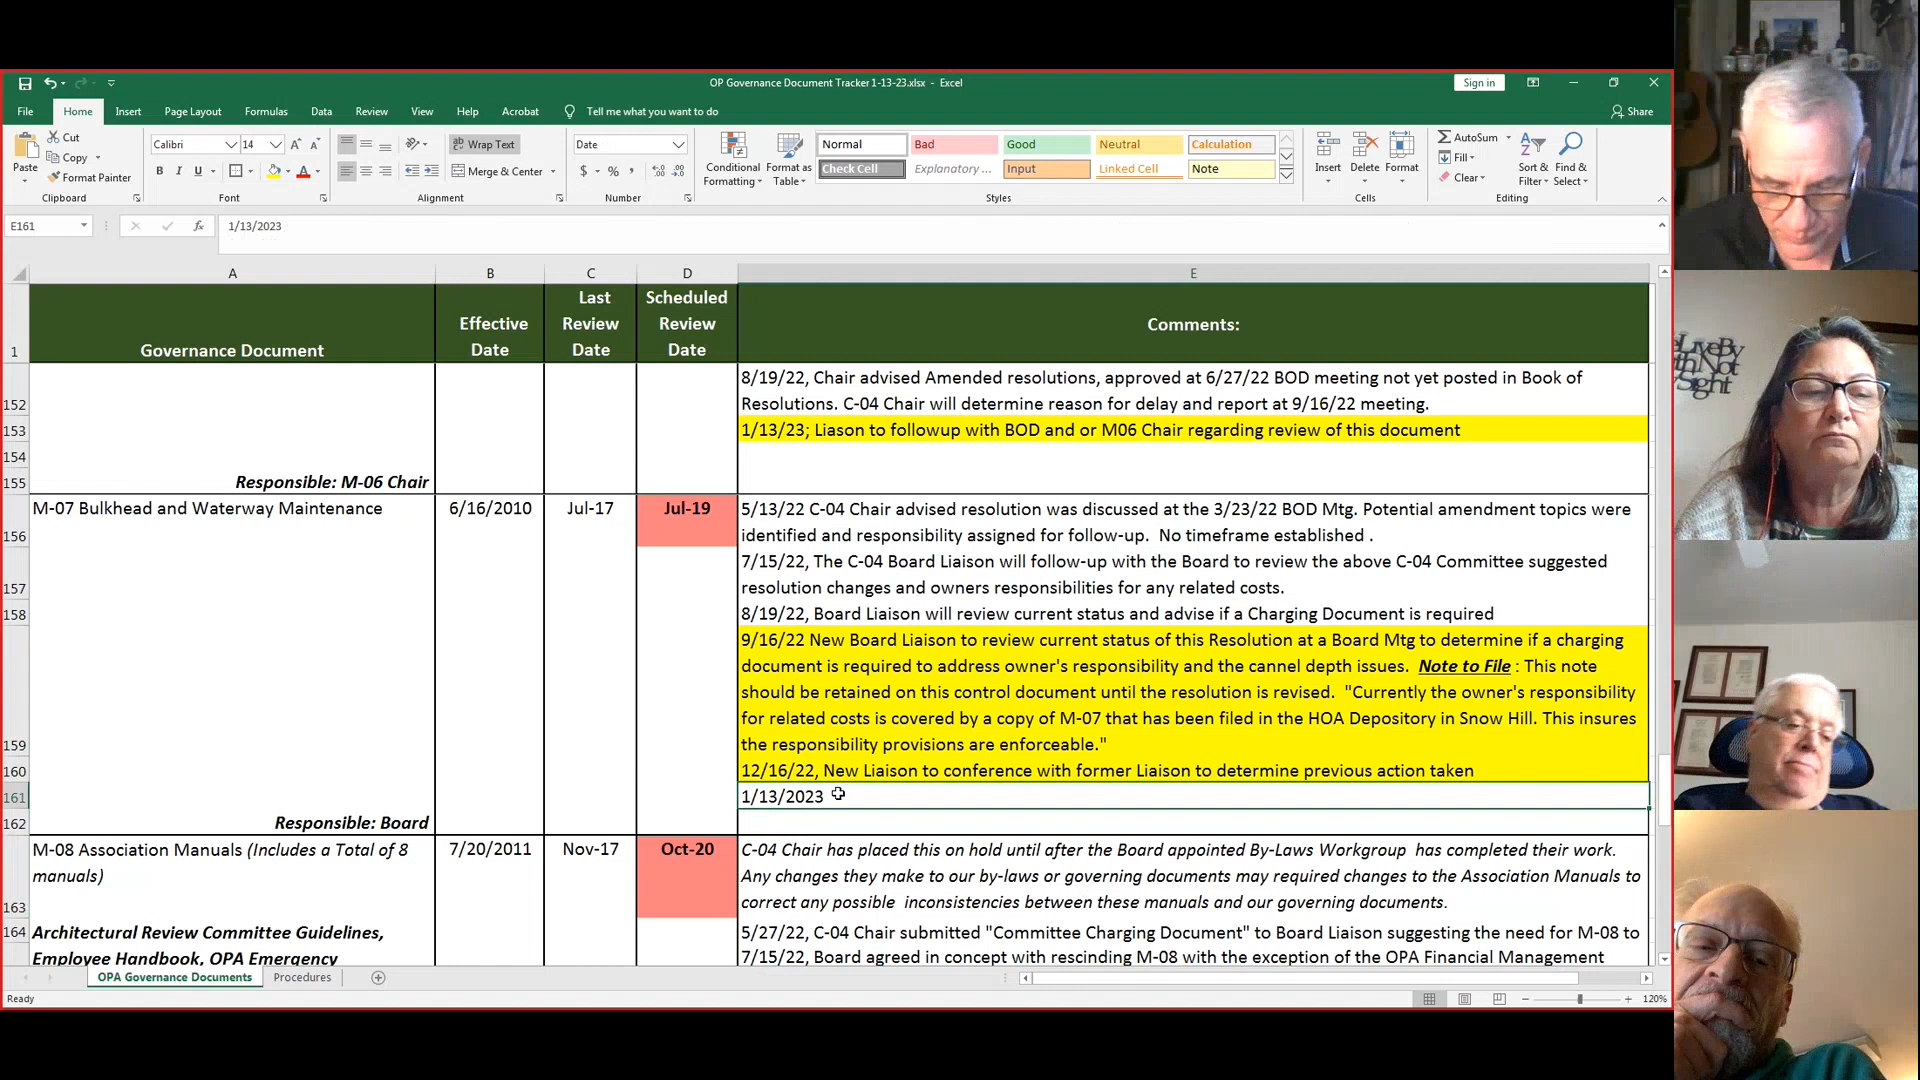 OP Governance Document Tracker 1-13-23.xlsx - Excel
Sign in
File Home Insert Page Layout Formulas Data Review View Help Acrobat Tell me what you want to do
Share
Paste
Cut
Copy
Format Painter
Clipboard
Calibri 14
B I U
Font
Wrap Text
Merge & Center
Alignment
Date
$ % ,
Number
Conditional Formatting
Format as Table
Normal Bad Good Neutral Calculation
Check Cell Explanatory ... Input Linked Cell Note
Styles
Insert Delete Format
Cells
AutoSum
Fill
Clear
Sort & Filter
Find & Select
Editing
E161
fx
1/13/2023
A B C D E
1
Governance Document
Effective Date
Last Review Date
Scheduled Review Date
Comments:
152
8/19/22, Chair advised Amended resolutions, approved at 6/27/22 BOD meeting not yet posted in Book of
Resolutions. C-04 Chair will determine reason for delay and report at 9/16/22 meeting.
153
1/13/23; Liason to followup with BOD and or M06 Chair regarding review of this document
154
155
Responsible: M-06 Chair
M-07 Bulkhead and Waterway Maintenance 6/16/2010 Jul-17 Jul-19
156
5/13/22 C-04 Chair advised resolution was discussed at the 3/23/22 BOD Mtg. Potential amendment topics were
identified and responsibility assigned for follow-up. No timeframe established .
157
7/15/22, The C-04 Board Liaison will follow-up with the Board to review the above C-04 Committee suggested
resolution changes and owners responsibilities for any related costs.
158
8/19/22, Board Liaison will review current status and advise if a Charging Document is required
159
9/16/22 New Board Liaison to review current status of this Resolution at a Board Mtg to determine if a charging
document is required to address owner's responsibility and the cannel depth issues. Note to File : This note
should be retained on this control document until the resolution is revised. "Currently the owner's responsibility
for related costs is covered by a copy of M-07 that has been filed in the HOA Depository in Snow Hill. This insures
the responsibility provisions are enforceable."
160
12/16/22, New Liaison to conference with former Liaison to determine previous action taken
161
1/13/2023
162
Responsible: Board
M-08 Association Manuals (Includes a Total of 8
manuals)
7/20/2011 Nov-17 Oct-20
163
C-04 Chair has placed this on hold until after the Board appointed By-Laws Workgroup has completed their work.
Any changes they make to our by-laws or governing documents may required changes to the Association Manuals to
correct any possible inconsistencies between these manuals and our governing documents.
164
Architectural Review Committee Guidelines,
Employee Handbook, OPA Emergency
5/27/22, C-04 Chair submitted "Committee Charging Document" to Board Liaison suggesting the need for M-08 to
7/15/22, Board agreed in concept with rescinding M-08 with the exception of the OPA Financial Management
OPA Governance Documents Procedures
Ready
120%
Live By
Sight